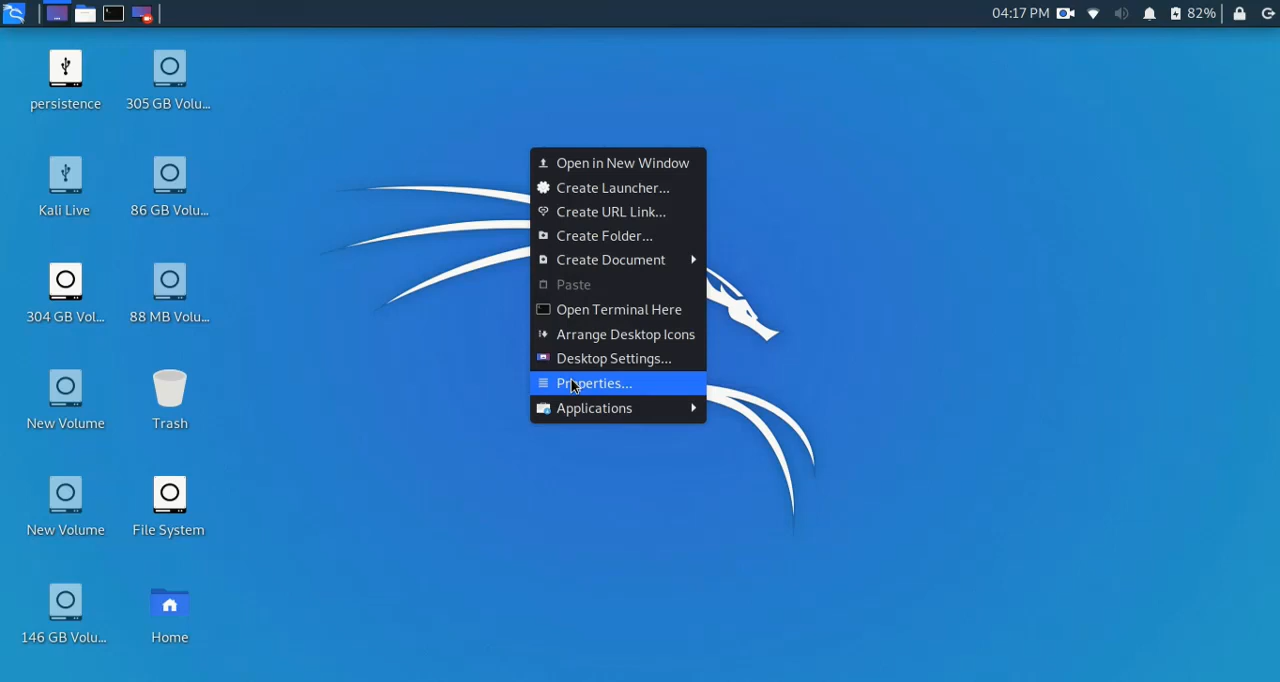 04:17 PM
82%
persistence
305 GB Volu...
Kali Live
86 GB Volu...
304 GB Vol...
88 MB Volu...
New Volume
Trash
New Volume
File System
146 GB Volu...
Home
Open in New Window
Create Launcher...
Create URL Link...
Create Folder...
Create Document
Paste
Open Terminal Here
Arrange Desktop Icons
Desktop Settings...
Properties...
Applications